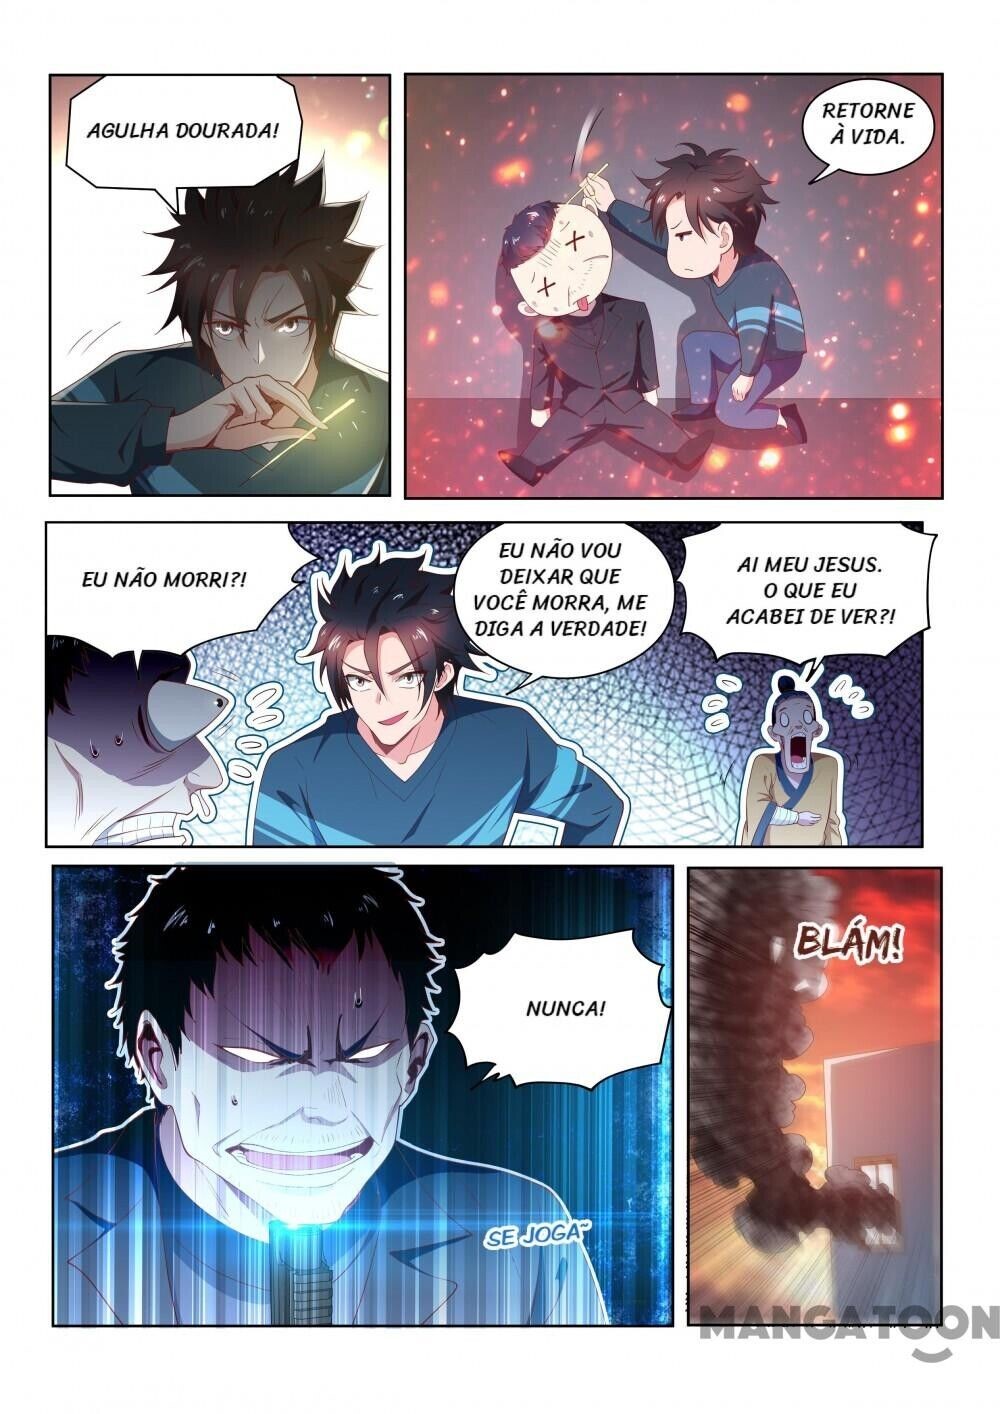 AGULHA DOURADA!
RETORNE
À VIDA.
EU NÃO MORRI?!
EU NÃO VOU
DEIXAR QUE
VOCÊ MORRA, ME
DIGA A VERDADE!
AI MEU JESUS.
O QUE EU
ACABEI DE VER?!
NUNCA!
SE JOGA~
BLÁM!
MANGATOON